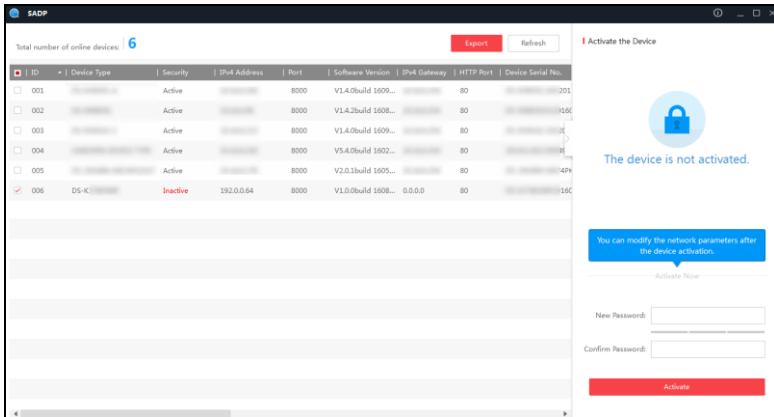 SADP
Total number of online devices: 6
Export
Refresh
ID | Device Type | Security | IPv4 Address | Port | Software Version | IPv4 Gateway | HTTP Port | Device Serial No.
001 Active 8000 V1.4.0build 1609... 80 201
002 Active 8000 V1.4.2build 1608... 80
003 Active 8000 V1.4.0build 1609... 80
004 Active 8000 V5.4.0build 1602... 80
005 Active 8000 V2.0.1build 1605... 80
006 DS-K Inactive 192.0.0.64 8000 V1.0.0build 1608... 0.0.0.0 80
Activate the Device
The device is not activated.
You can modify the network parameters after
the device activation.
Activate Now
New Password:
Confirm Password:
Activate